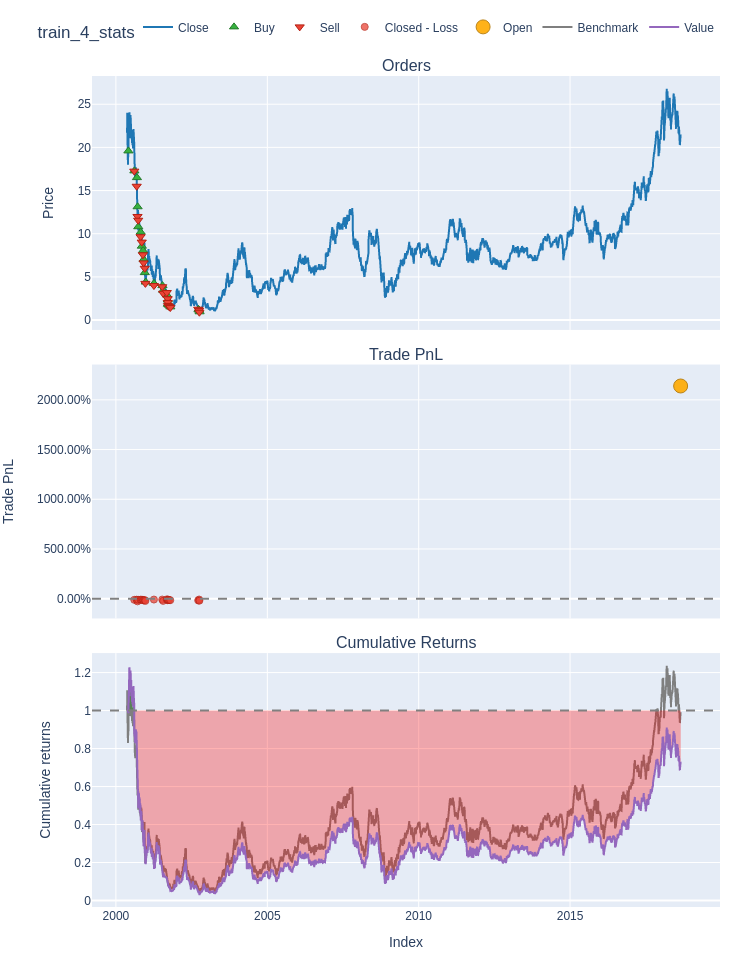 train_4_stats
Close Buy Sell Closed - Loss Open Benchmark Value
Orders
25
20
15
10
5
0
Price
Trade PnL
2000.00%
1500.00%
1000.00%
500.00%
0.00%
Trade PnL
Cumulative Returns
1.2
1
0.8
0.6
0.4
0.2
0
Cumulative returns
2000 2005 2010 2015
Index